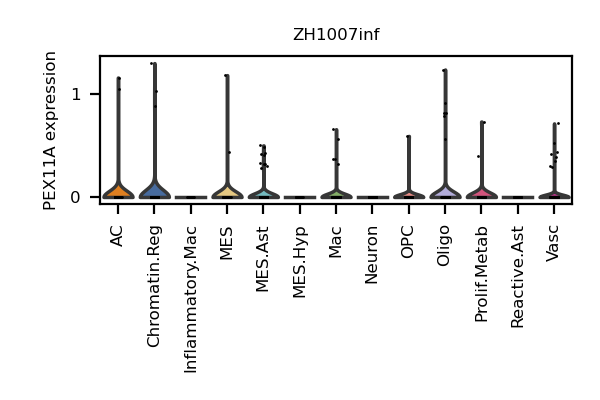 ZH1007inf
PEX11A expression
1
0
AC
Chromatin.Reg
Inflammatory.Mac
MES
MES.Ast
MES.Hyp
Mac
Neuron
OPC
Oligo
Prolif.Metab
Reactive.Ast
Vasc